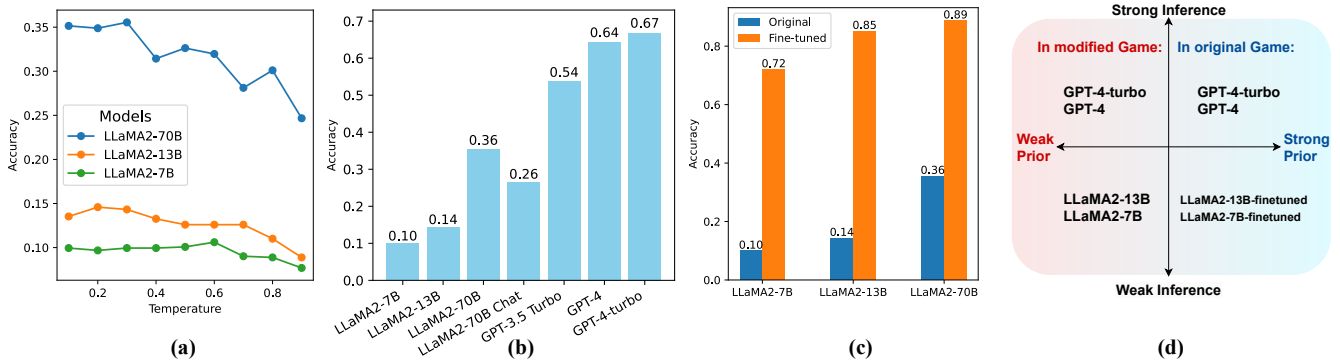 0.35
0.30
0.25
0.20
0.15
0.10
Accuracy
Models
LLaMA2-70B
LLaMA2-13B
LLaMA2-7B
0.2
0.4
0.6
0.8
Temperature
(a)
0.7
0.6
0.5
0.4
0.3
0.2
0.1
0.0
Accuracy
0.10
0.14
0.36
0.26
0.54
0.64
0.67
LLaMA2-7B
LLaMA2-13B
LLaMA2-70B
LLaMA2-70B Chat
GPT-3.5 Turbo
GPT-4
GPT-4-turbo
(b)
0.8
0.6
0.4
0.2
0.0
Accuracy
Original
Fine-tuned
0.10
0.72
0.14
0.85
0.36
0.89
LLaMA2-7B
LLaMA2-13B
LLaMA2-70B
(c)
Strong Inference
In modified Game:
In original Game:
GPT-4-turbo
GPT-4
GPT-4-turbo
GPT-4
Weak
Prior
Strong
Prior
LLaMA2-13B
LLaMA2-7B
LLaMA2-13B-finetuned
LLaMA2-7B-finetuned
Weak Inference
(d)